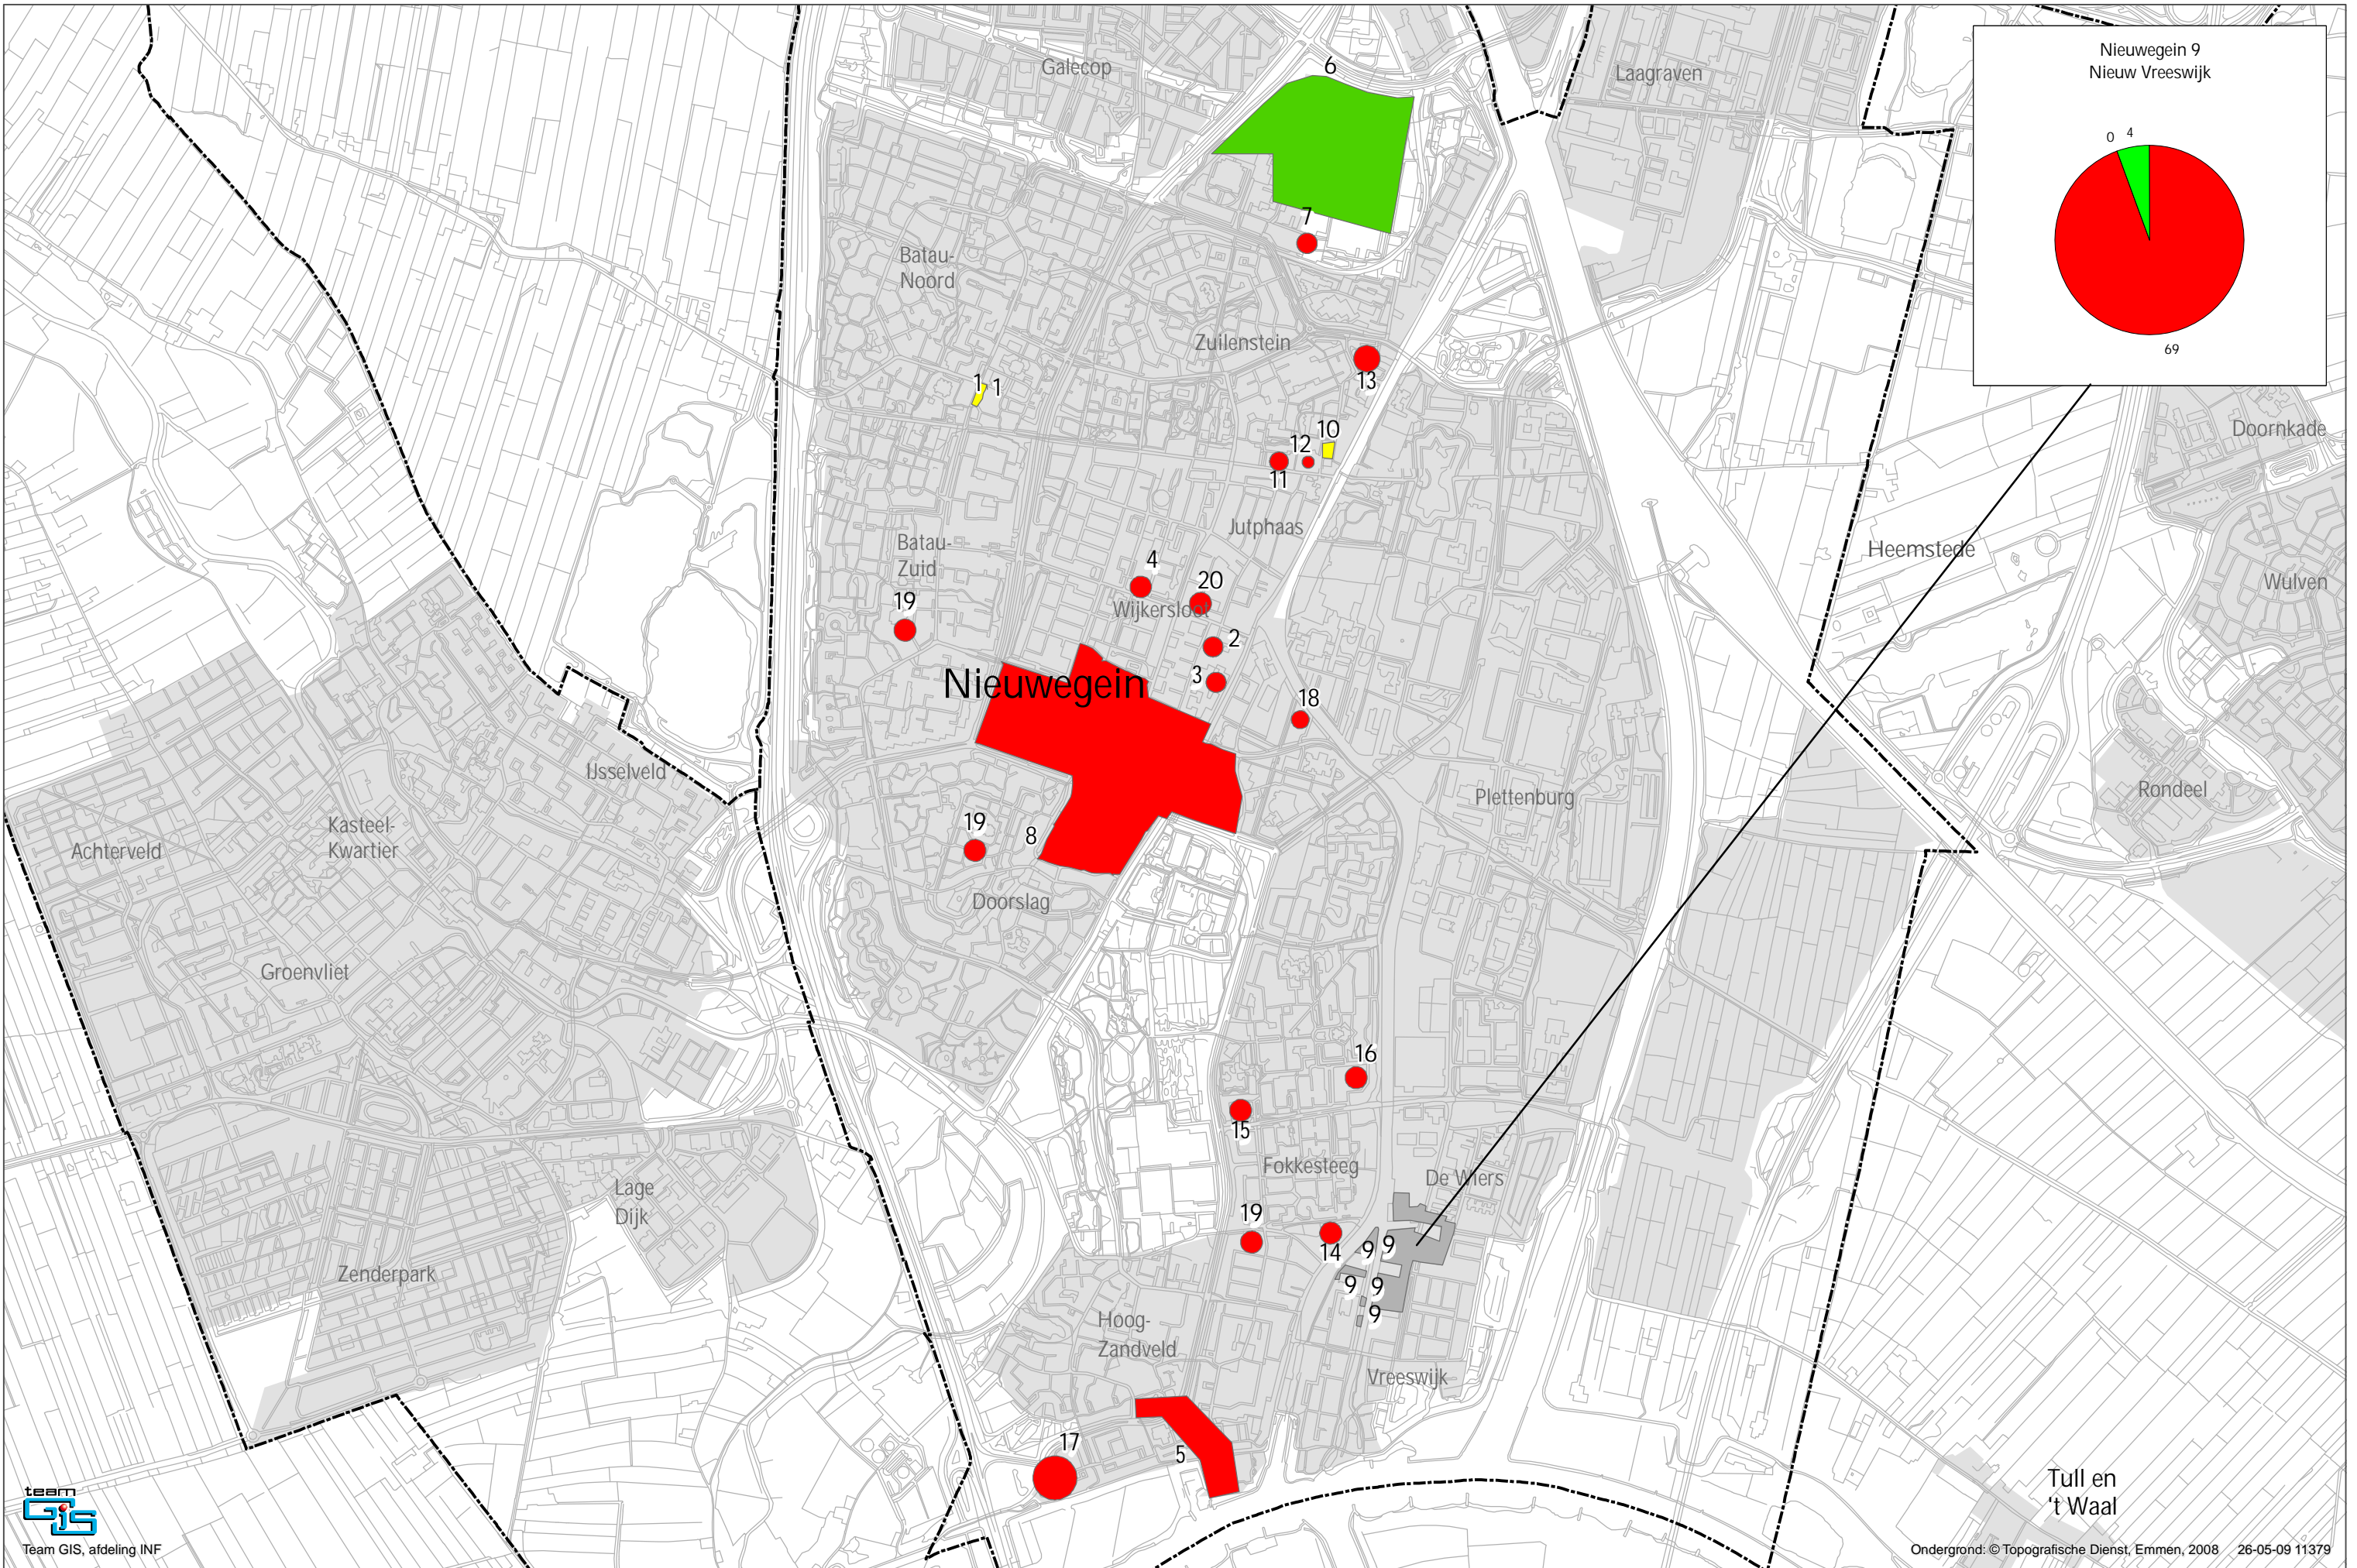 Nieuwegein 9
Nieuw Vreeswijk
0
4
69
Galecop
6
Laagraven
7
Batau-
Noord
Zuilenstein
13
1
1
10
12
11
Doornkade
Jutphaas
Batau-
Zuid
Heemstede
4
20
Wulven
Wijkersloot
19
2
3
Nieuwegein
18
IJsselveld
Plettenburg
Rondeel
Kasteel-
Kwartier
Achterveld
19
8
Doorslag
Groenvliet
16
15
Fokkesteeg
De Wiers
Lage
Dijk
19
14
9
9
9
9
9
Zenderpark
Hoog-
Zandveld
Vreeswijk
17
5
Tull en
't Waal
team
GIS
Team GIS, afdeling INF
Ondergrond: © Topografische Dienst, Emmen, 2008
26-05-09 11379